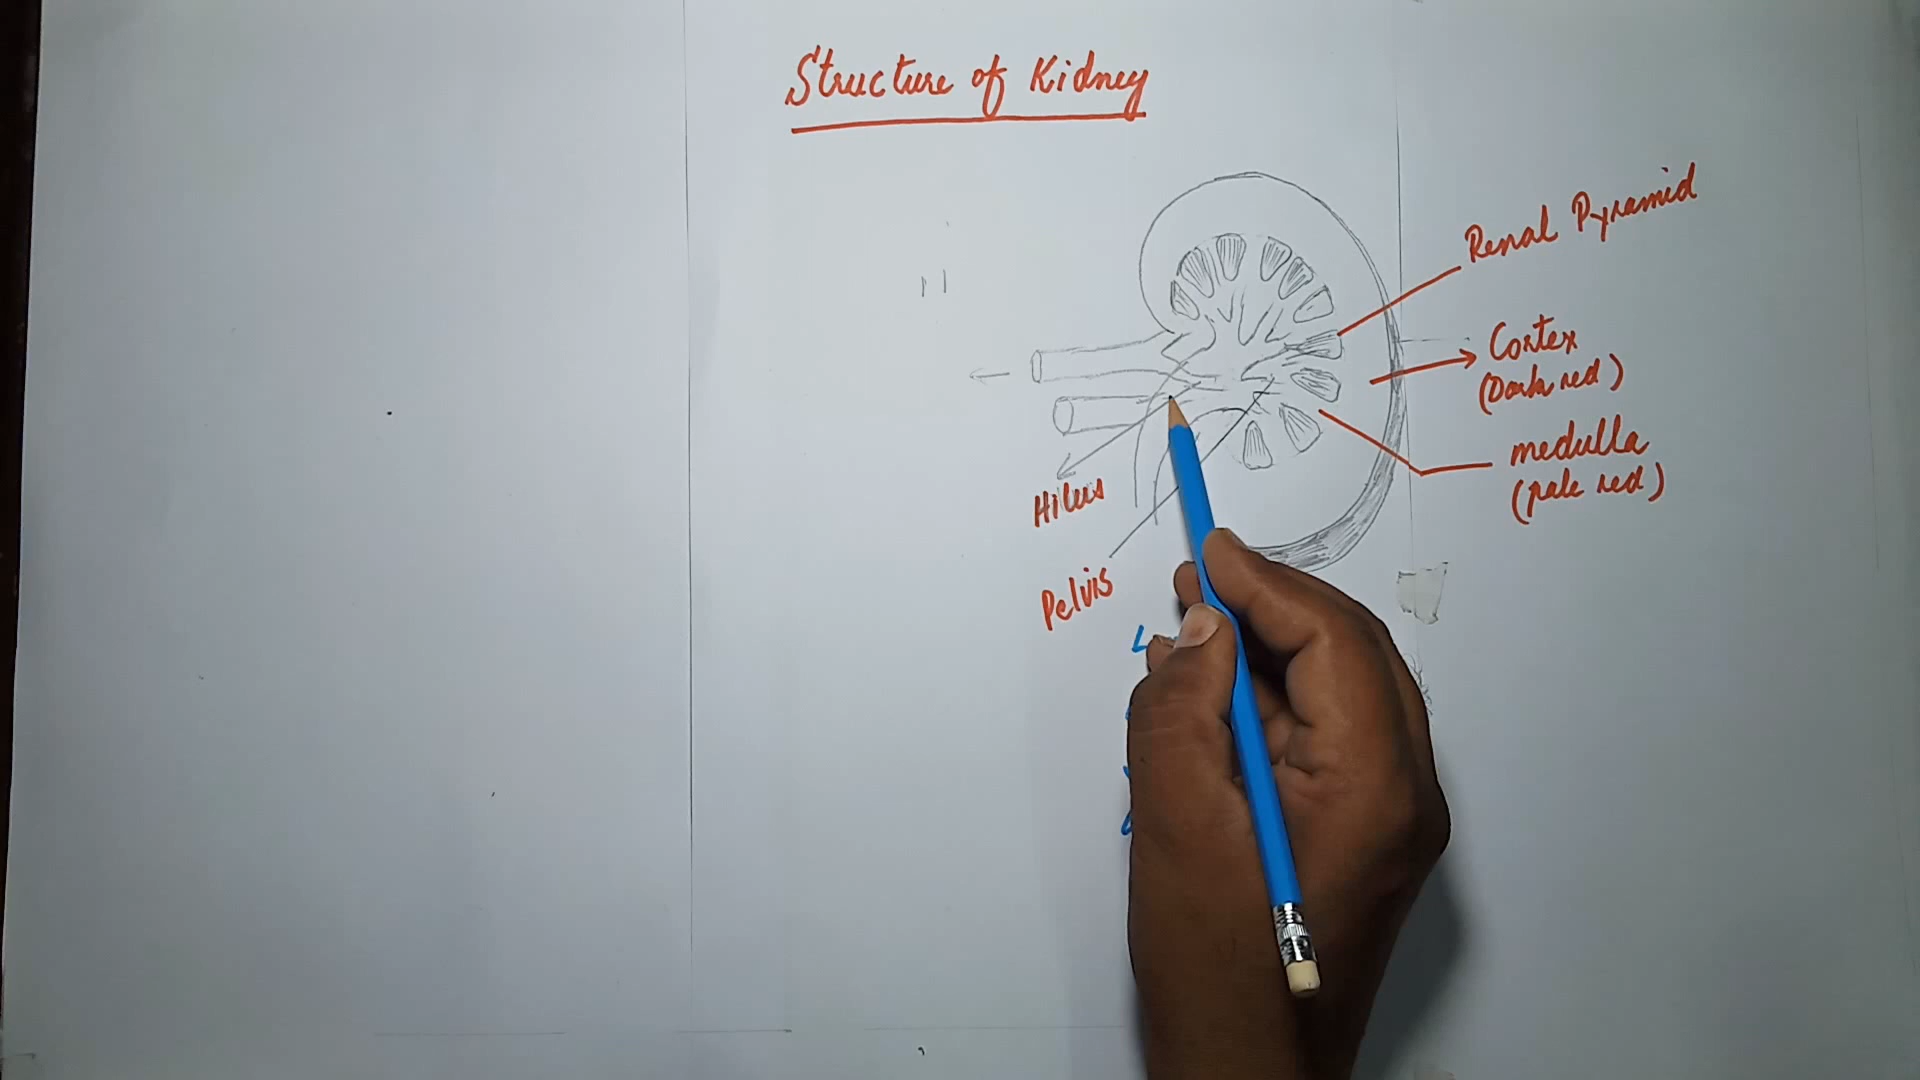 Structure of Kidney
Renal Pyramid
Cortex
(Dark red)
medulla
(pale red)
Hilus
Pelvis